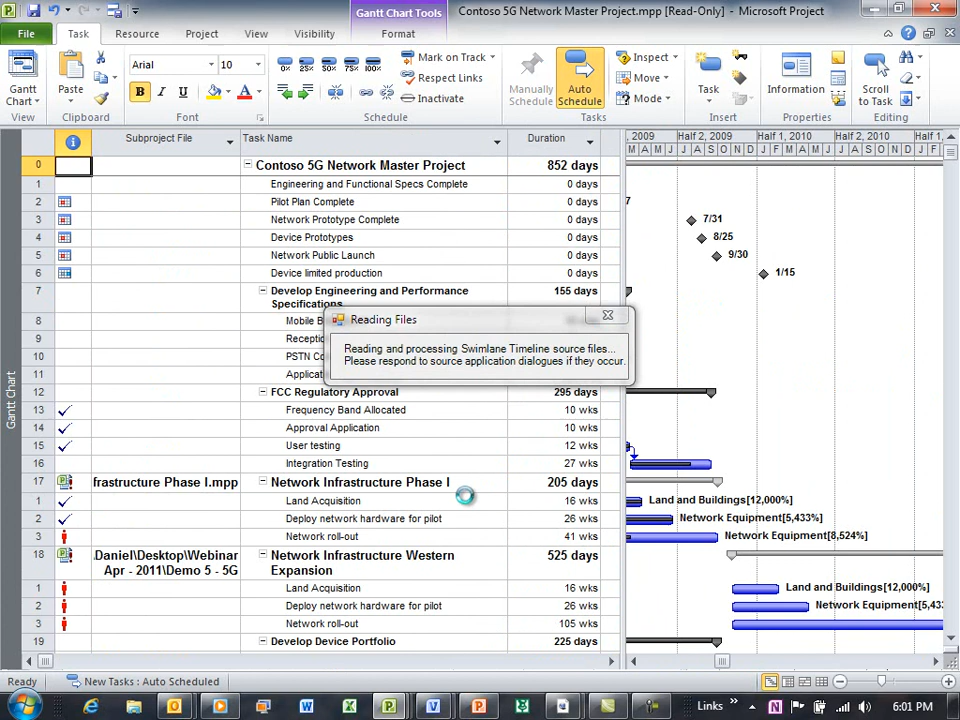 Gantt Chart Tools
Contoso 5G Network Master Project.mpp [Read-Only] - Microsoft Project
File Task Resource Project View Visibility Format
Gantt Chart
View
Paste
Clipboard
Arial 10
B I U A
Font
0% 25% 50% 75% 100%
Mark on Track
Respect Links
Inactivate
Schedule
Manually Schedule
Auto Schedule
Inspect
Move
Mode
Tasks
Task
Insert
Information
Properties
Scroll to Task
Editing
Subproject File Task Name Duration
, 2009 Half 2, 2009 Half 1, 2010 Half 2, 2010 Half 1,
M A M J J A S O N D J F M A M J J A S O N D J F M A
0 Contoso 5G Network Master Project 852 days
1 Engineering and Functional Specs Complete 0 days
2 Pilot Plan Complete 0 days 7
3 Network Prototype Complete 0 days 7/31
4 Device Prototypes 0 days 8/25
5 Network Public Launch 0 days 9/30
6 Device limited production 0 days 1/15
7 Develop Engineering and Performance Specifications 155 days
Reading Files
Reading and processing Swimlane Timeline source files...
Please respond to source application dialogues if they occur.
8 Mobile B
9 Recepti
10 PSTN Co
11 Applicat
12 FCC Regulatory Approval 295 days
13 Frequency Band Allocated 10 wks
14 Approval Application 10 wks
15 User testing 12 wks
16 Integration Testing 27 wks
17 frastructure Phase I.mpp Network Infrastructure Phase I 205 days
1 Land Acquisition 16 wks Land and Buildings[12,000%]
2 Deploy network hardware for pilot 26 wks Network Equipment[5,433%]
3 Network roll-out 41 wks Network Equipment[8,524%]
18 .Daniel\Desktop\Webinar Apr - 2011\Demo 5 - 5G Network Infrastructure Western Expansion 525 days
1 Land Acquisition 16 wks Land and Buildings[12,000%]
2 Deploy network hardware for pilot 26 wks Network Equipment[5,43
3 Network roll-out 105 wks
19 Develop Device Portfolio 225 days
Gantt Chart
Ready New Tasks : Auto Scheduled
Links 6:01 PM